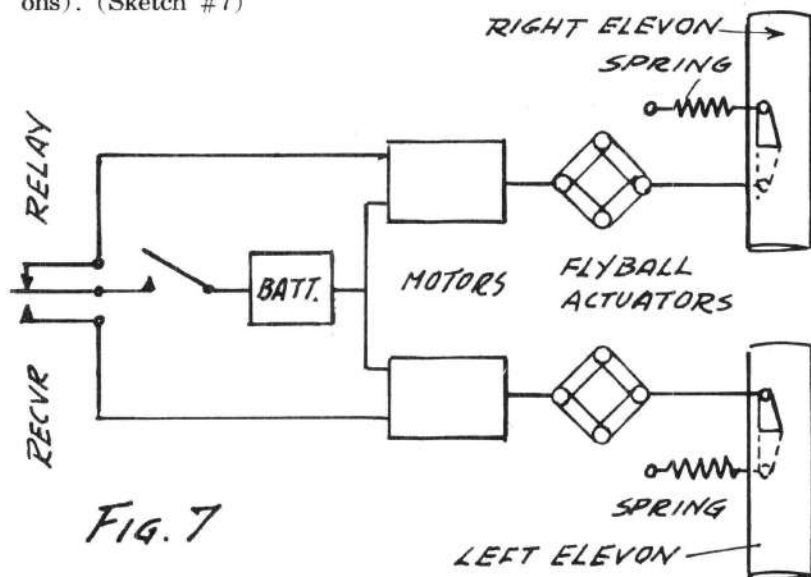 ons). (Sketch #7)
RIGHT ELEVON
SPRING
RELAY
BATT.
MOTORS
FLYBALL
ACTUATORS
RECVR
SPRING
FIG. 7
LEFT ELEVON